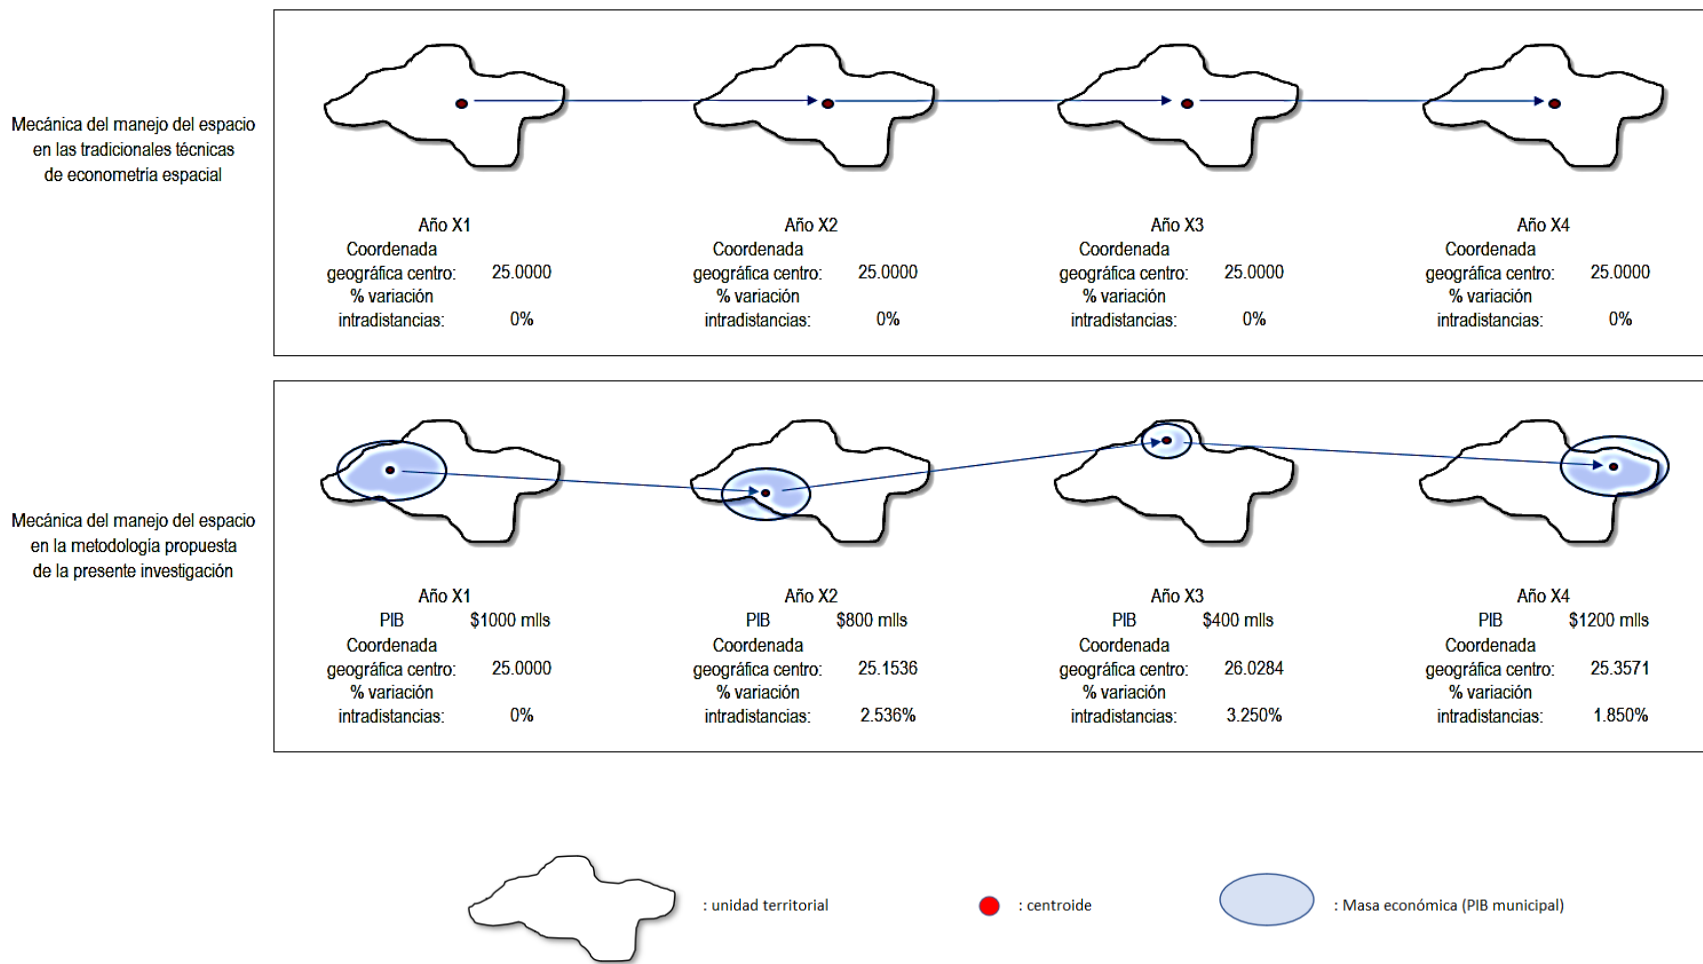 Mecánica del manejo del espacio
en las tradicionales técnicas
de econometría espacial
Año X1
Coordenada
geográfica centro: 25.0000
% variación
intradistancias: 0%
Año X2
Coordenada
geográfica centro: 25.0000
% variación
intradistancias: 0%
Año X3
Coordenada
geográfica centro: 25.0000
% variación
intradistancias: 0%
Año X4
Coordenada
geográfica centro: 25.0000
% variación
intradistancias: 0%
Mecánica del manejo del espacio
en la metodología propuesta
de la presente investigación
Año X1
PIB $1000 mlls
Coordenada
geográfica centro: 25.0000
% variación
intradistancias: 0%
Año X2
PIB $800 mlls
Coordenada
geográfica centro: 25.1536
% variación
intradistancias: 2.536%
Año X3
PIB $400 mlls
Coordenada
geográfica centro: 26.0284
% variación
intradistancias: 3.250%
Año X4
PIB $1200 mlls
Coordenada
geográfica centro: 25.3571
% variación
intradistancias: 1.850%
: unidad territorial
: centroide
: Masa económica (PIB municipal)